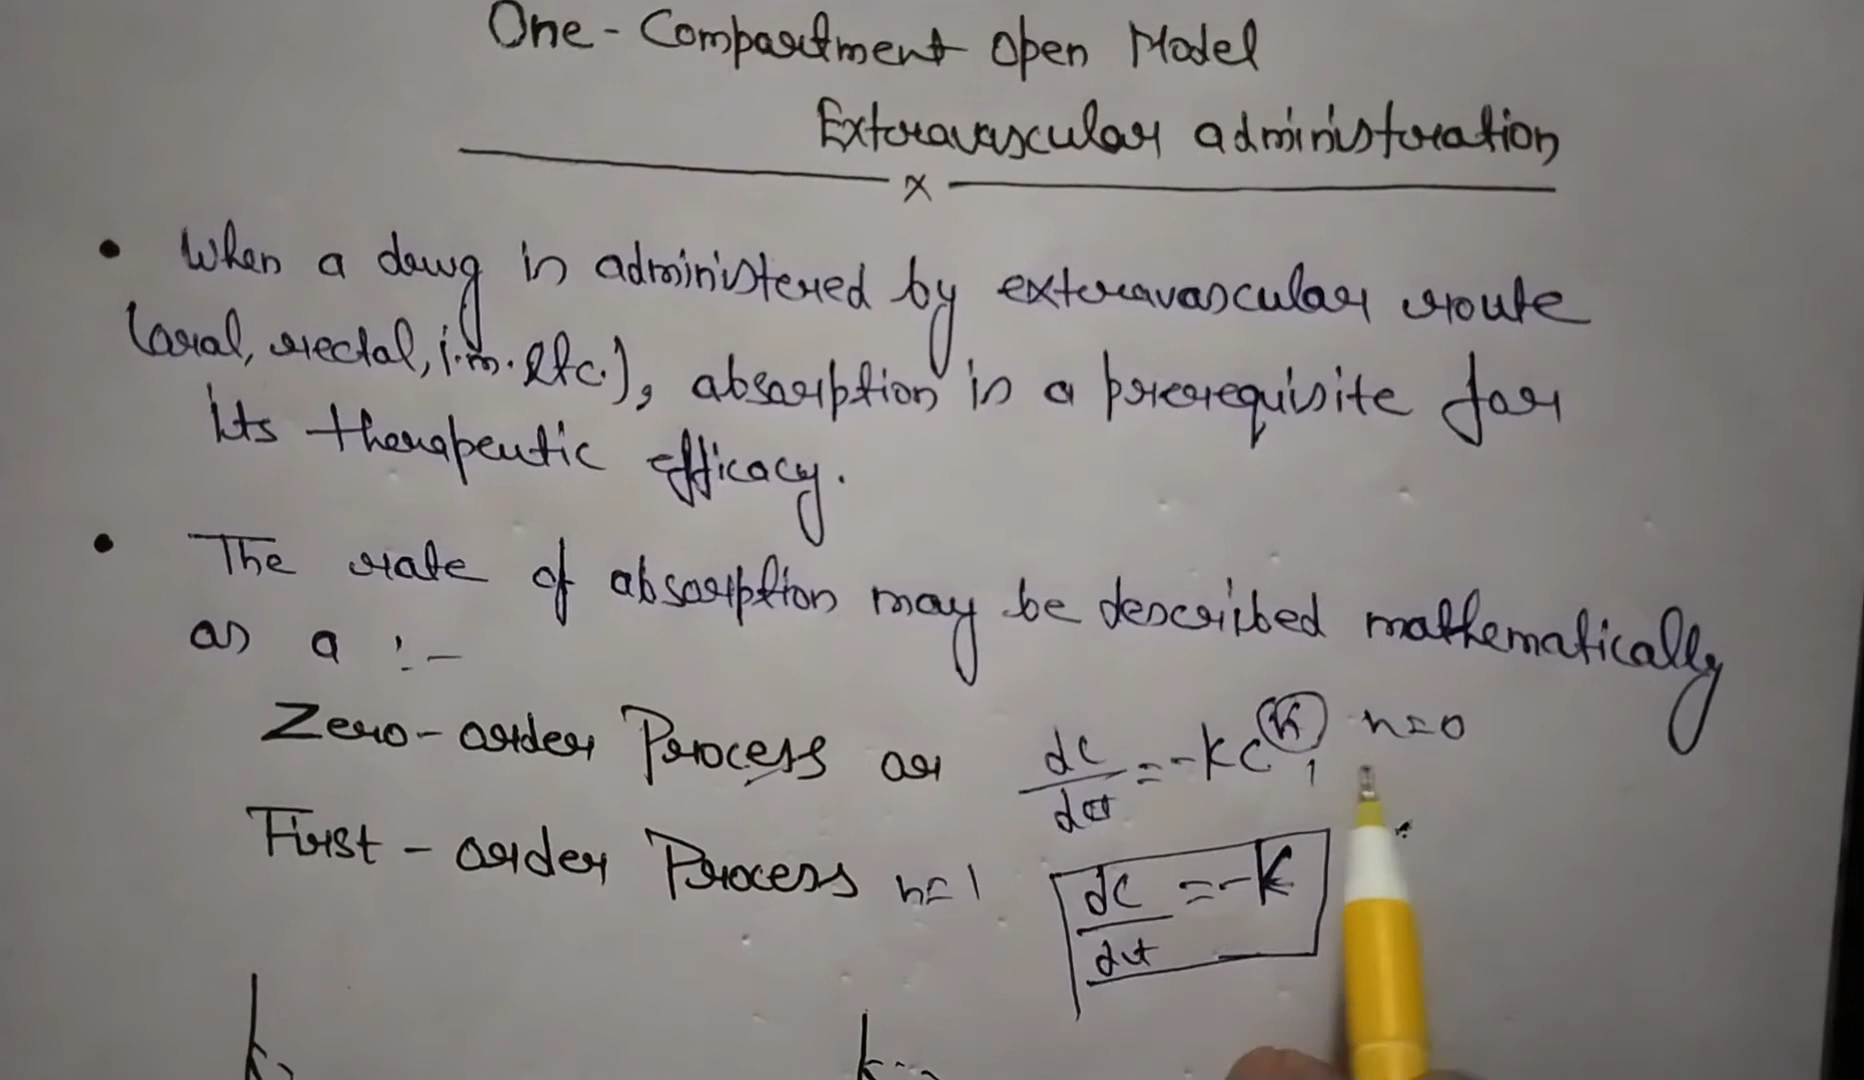 One-Compartment Open Model
Extravascular administration
x
• When a drug is administered by extravascular route
(oral, rectal, i.m. etc.), absorption is a prerequisite for
its therapeutic efficacy.
• The rate of absorption may be described mathematically
as a :-
Zero-order Process or dc/dt = -kc^n n=0
1
First-order Process n=1 dc/dt = -K